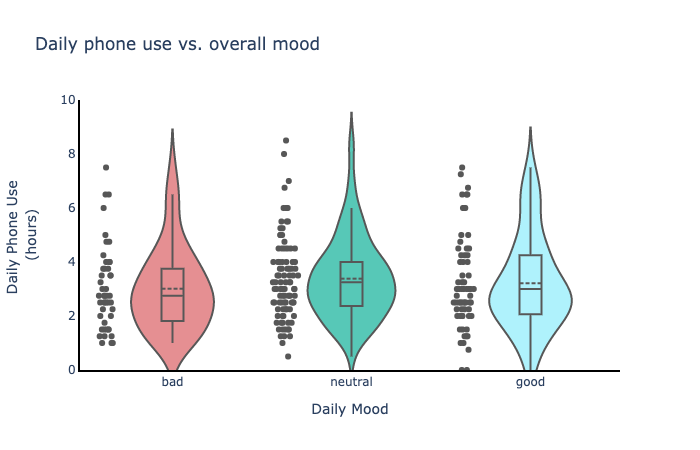 Daily phone use vs. overall mood
Daily Phone Use
(hours)
10
8
6
4
2
0
bad neutral good
Daily Mood